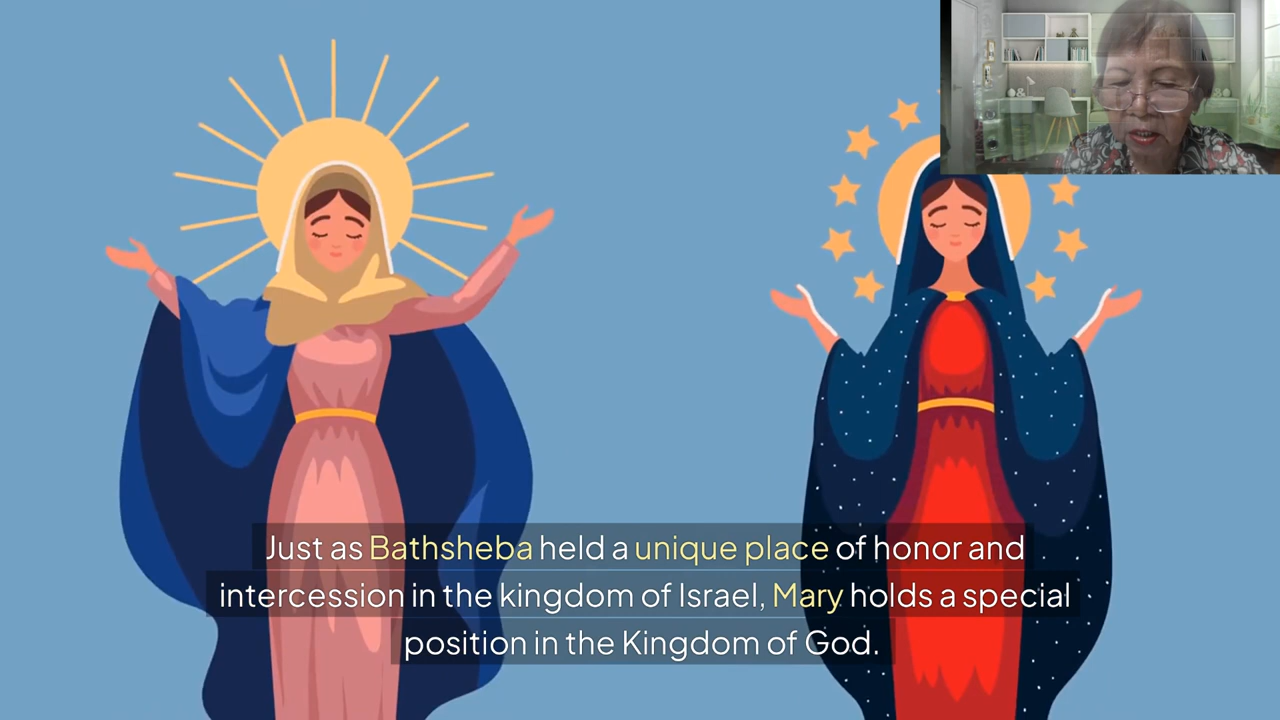 Just as Bathsheba held a unique place of honor and
intercession in the kingdom of Israel, Mary holds a special
position in the Kingdom of God.